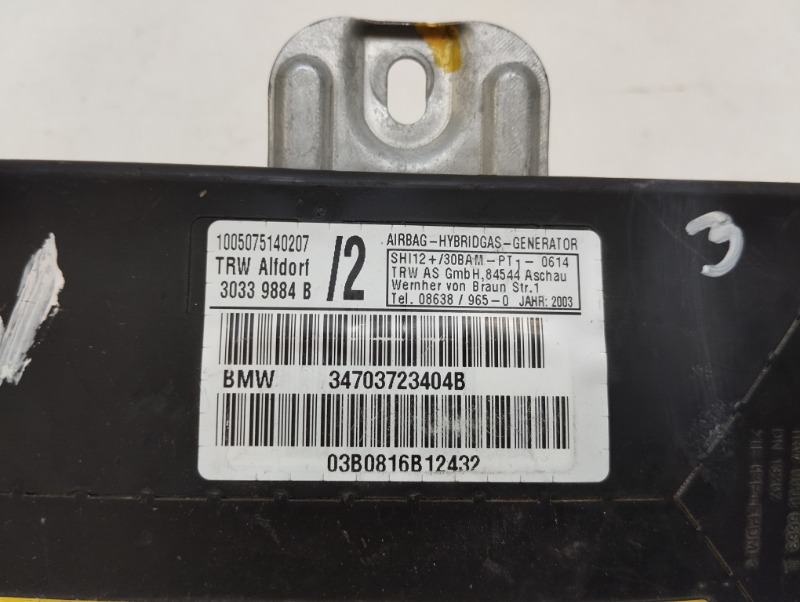 3
1005075140207
TRW Alfdorf
3033 9884 B
/2
AIRBAG-HYBRIDGAS-GENERATOR
SHI12+/30BAM-PT1-0614
TRW AS GmbH,84544 Aschau
Wernher von Braun Str.1
Tel. 08638 / 965-0 JAHR: 2003
BMW 34703723404B
03B0816B12432